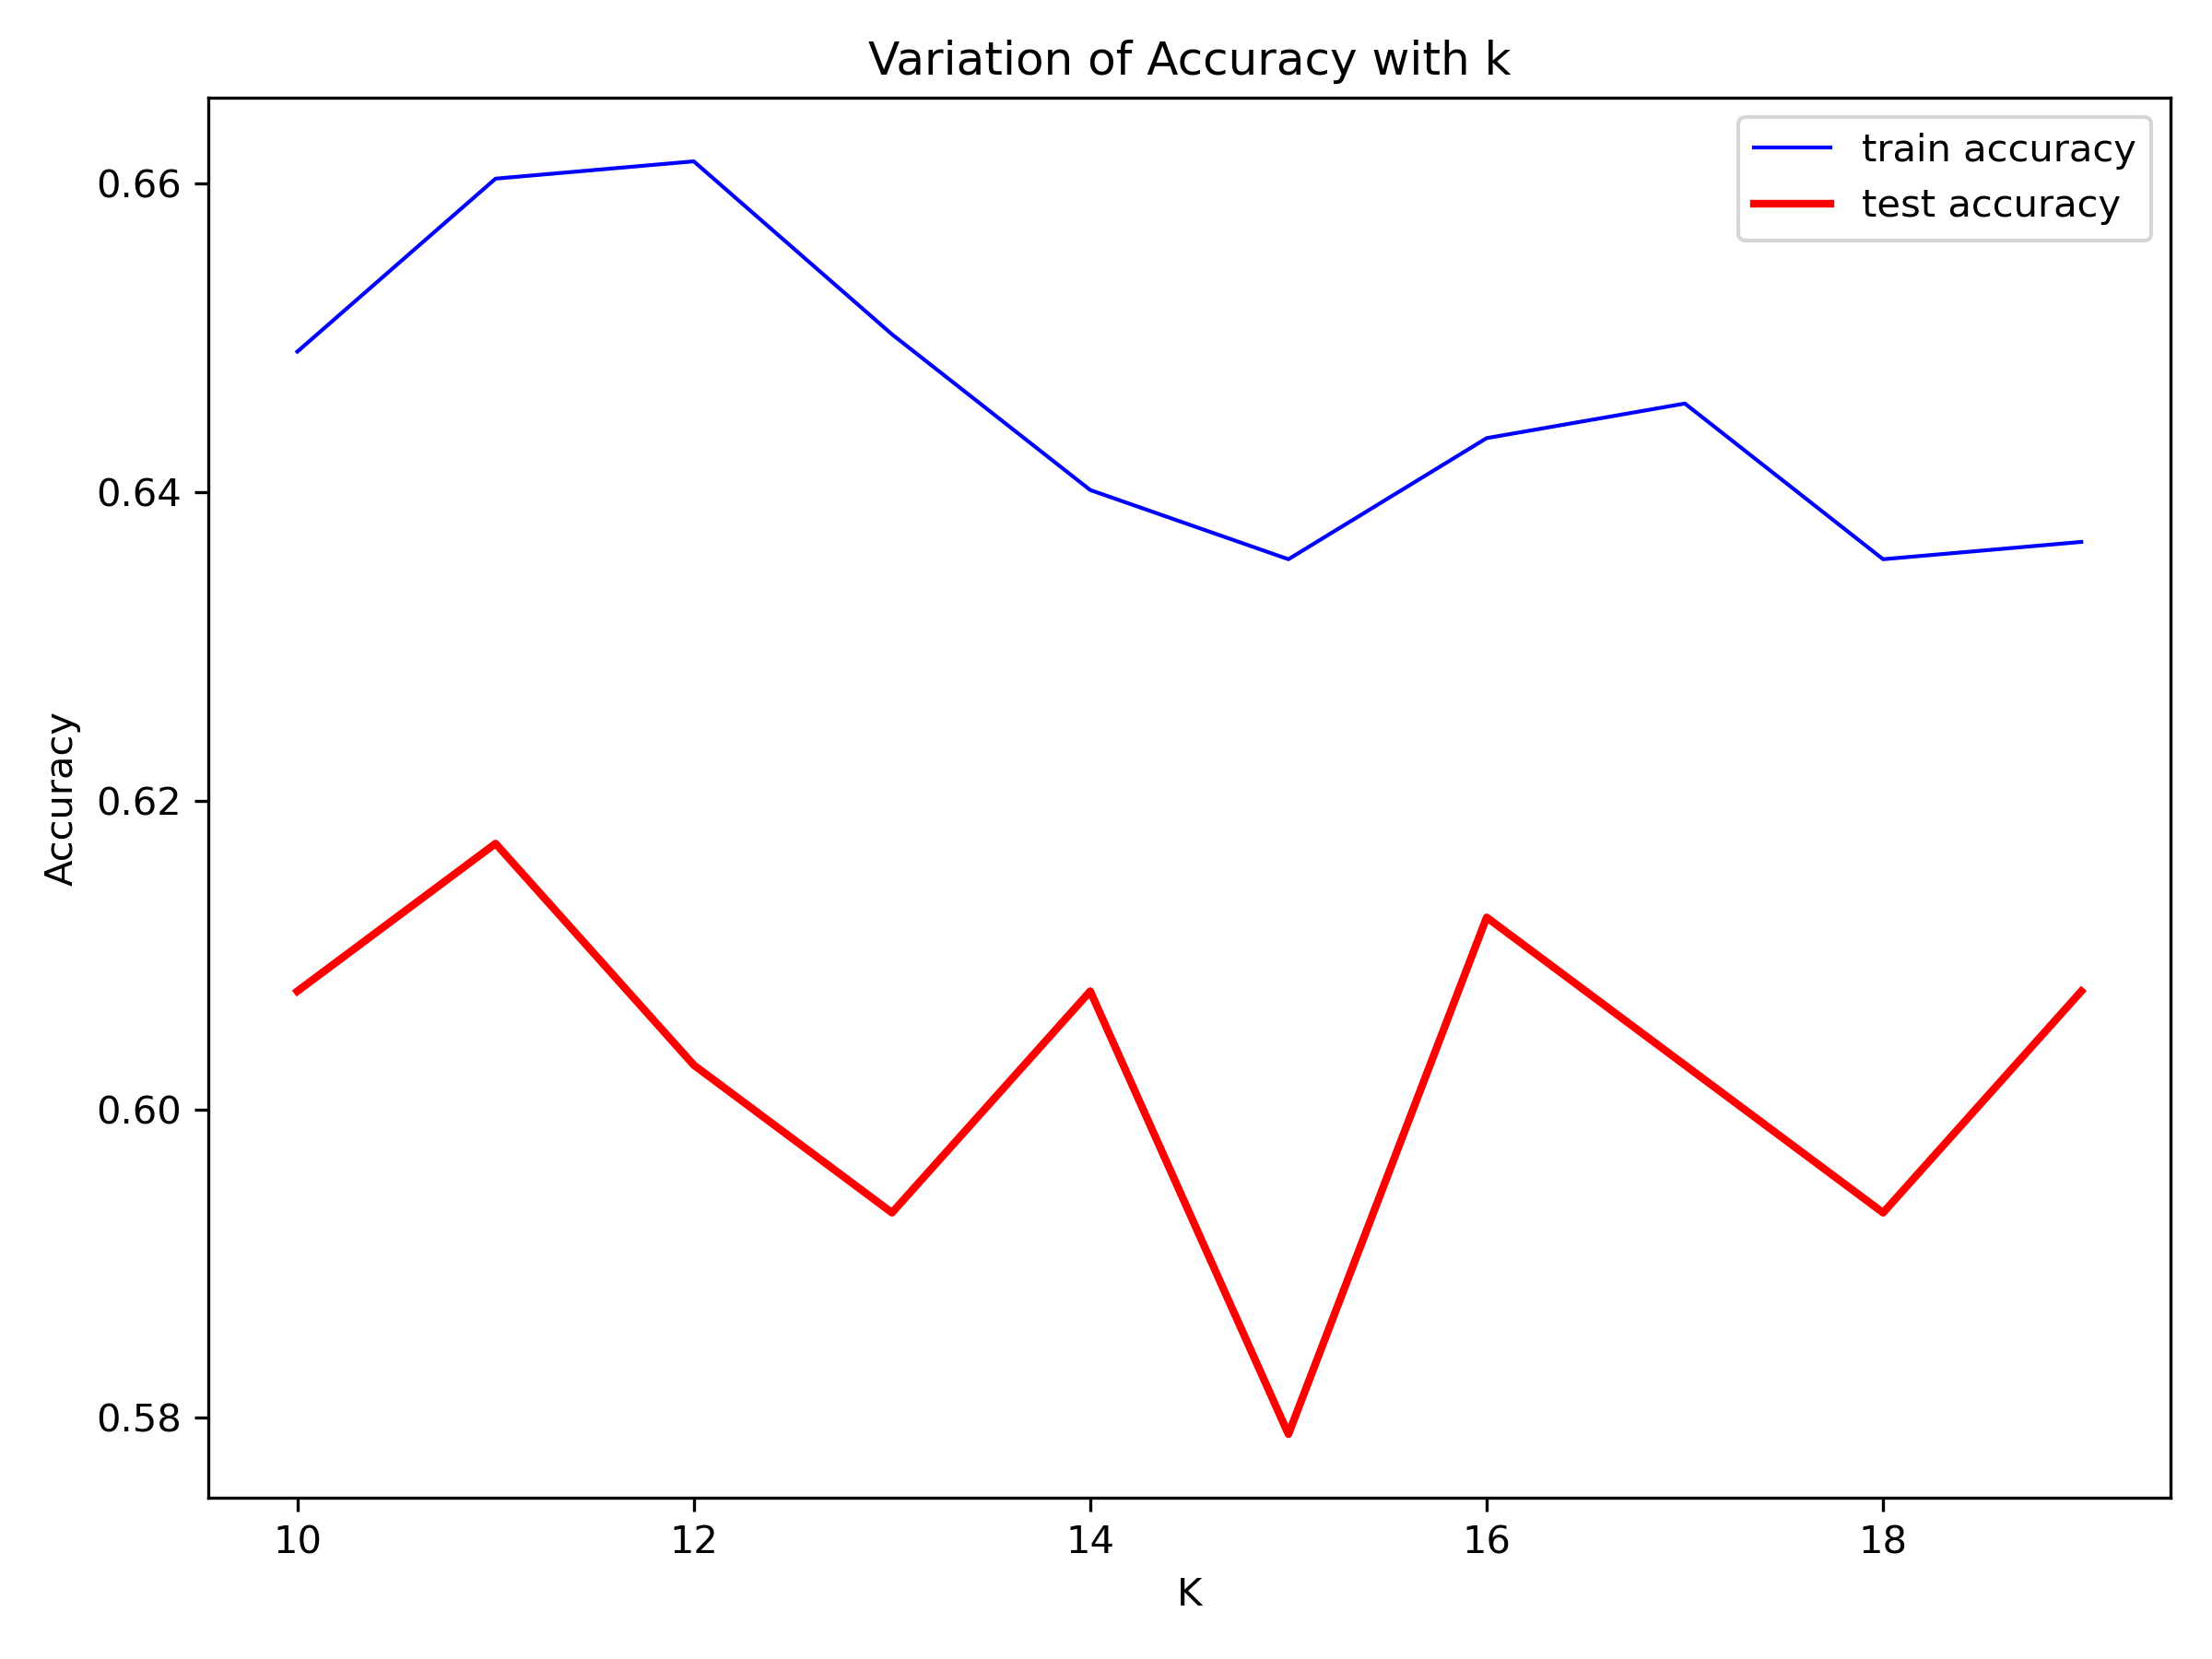 Variation of Accuracy with k
train accuracy
test accuracy
Accuracy
0.66
0.64
0.62
0.60
0.58
10 12 14 16 18
K